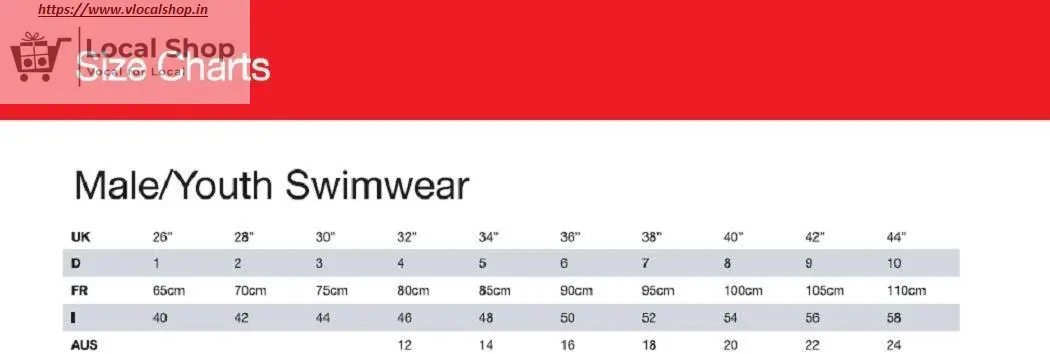 https://www.vlocalshop.in
Local Shop
Vocal for Local
Size Charts
Male/Youth Swimwear
UK 26" 28" 30" 32" 34" 36" 38" 40" 42" 44"
D 1 2 3 4 5 6 7 8 9 10
FR 65cm 70cm 75cm 80cm 85cm 90cm 95cm 100cm 105cm 110cm
I 40 42 44 46 48 50 52 54 56 58
AUS 12 14 16 18 20 22 24